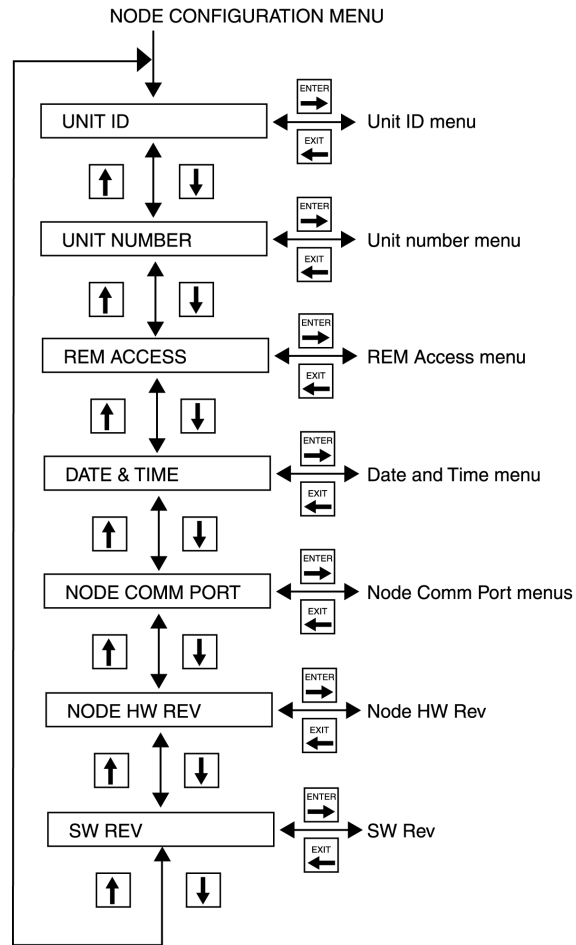 NODE CONFIGURATION MENU
ENTER
UNIT ID
Unit ID menu
EXIT
ENTER
UNIT NUMBER
Unit number menu
EXIT
ENTER
REM ACCESS
REM Access menu
EXIT
ENTER
DATE & TIME
Date and Time menu
EXIT
ENTER
NODE COMM PORT
Node Comm Port menus
EXIT
ENTER
NODE HW REV
Node HW Rev
EXIT
ENTER
SW REV
SW Rev
EXIT